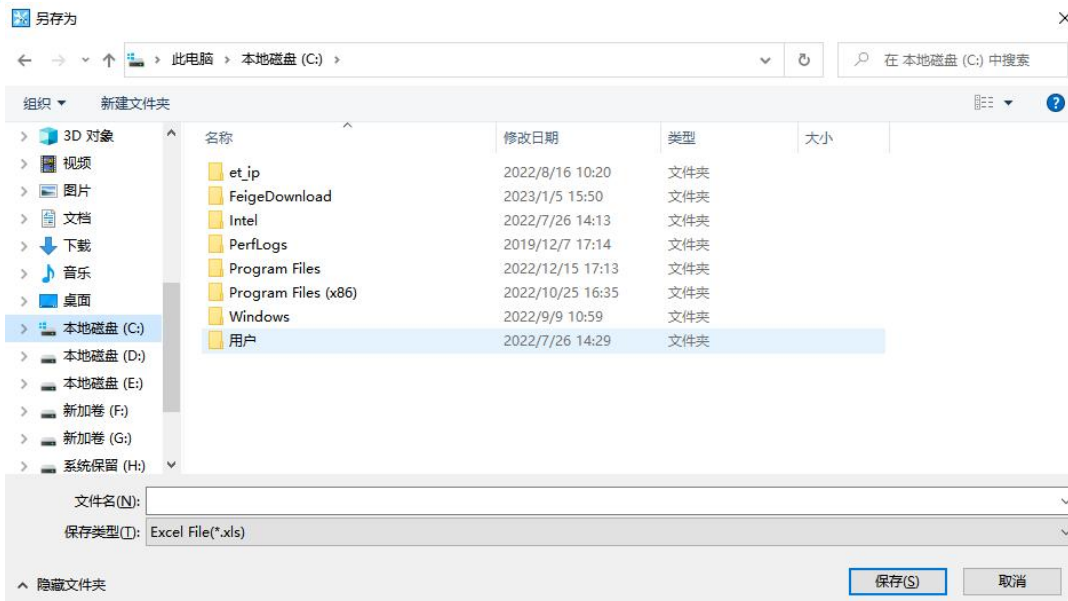 另存为
此电脑 › 本地磁盘 (C:) ›
在 本地磁盘 (C:) 中搜索
组织 新建文件夹
3D 对象
视频
图片
文档
下载
音乐
桌面
本地磁盘 (C:)
本地磁盘 (D:)
本地磁盘 (E:)
新加卷 (F:)
新加卷 (G:)
系统保留 (H:)
名称 修改日期 类型 大小
et_ip 2022/8/16 10:20 文件夹
FeigeDownload 2023/1/5 15:50 文件夹
Intel 2022/7/26 14:13 文件夹
PerfLogs 2019/12/7 17:14 文件夹
Program Files 2022/12/15 17:13 文件夹
Program Files (x86) 2022/10/25 16:35 文件夹
Windows 2022/9/9 10:59 文件夹
用户 2022/7/26 14:29 文件夹
文件名(N):
保存类型(T): Excel File(*.xls)
隐藏文件夹 保存(S) 取消